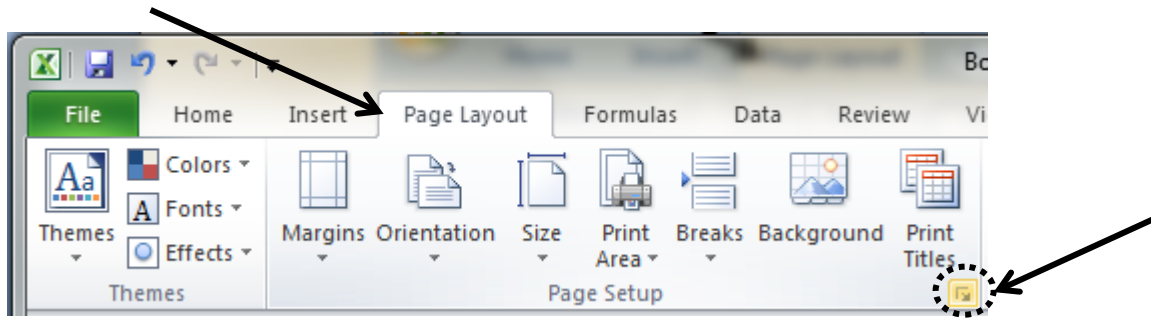 Bo
File Home Insert Page Layout Formulas Data Review Vi
Aa Colors
A Fonts
Themes Effects
Margins Orientation Size Print Area Breaks Background Print Titles
Themes Page Setup